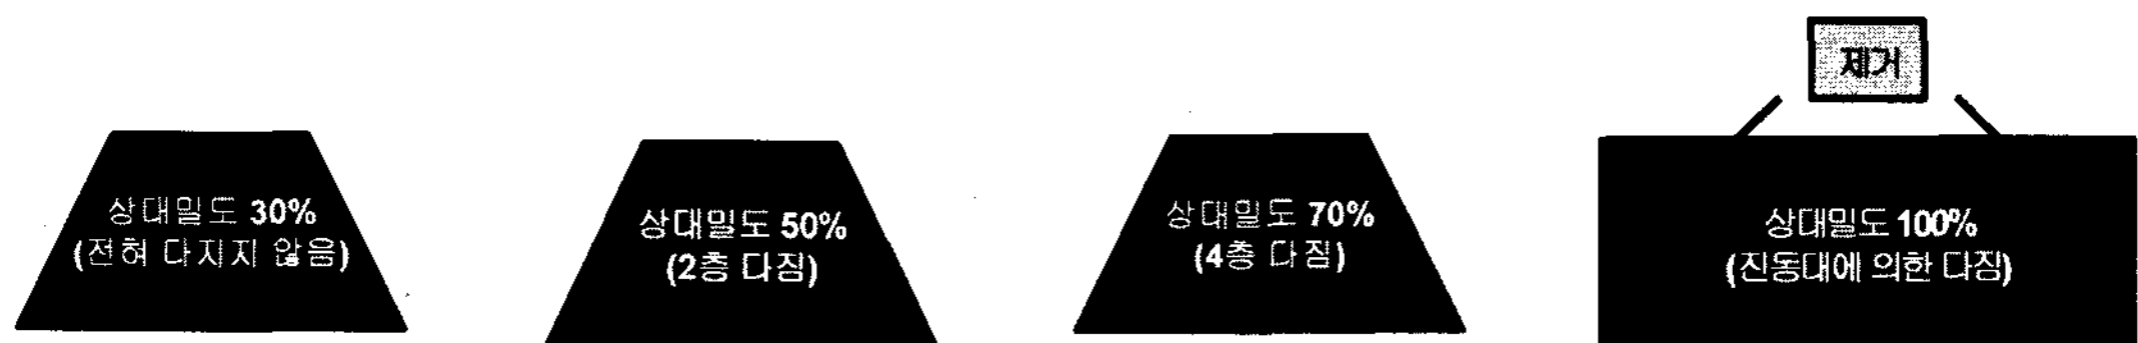 제거
상대밀도 30%
(전혀 다지지 않음)
상대밀도 50%
(2층 다짐)
상대밀도 70%
(4층 다짐)
상대밀도 100%
(진동대에 의한 다짐)